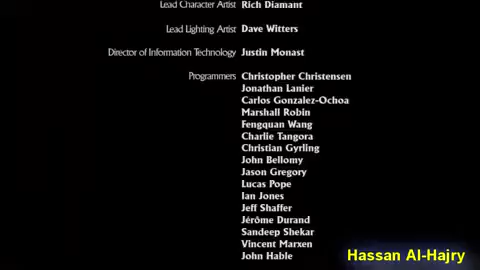 Lead Character Artist Rich Diamant
Lead Lighting Artist Dave Witters
Director of Information Technology Justin Monast
Programmers Christopher Christensen
Jonathan Lanier
Carlos Gonzalez-Ochoa
Marshall Robin
Fengquan Wang
Charlie Tangora
Christian Gyrling
John Bellomy
Jason Gregory
Lucas Pope
Ian Jones
Jeff Shaffer
Jérôme Durand
Sandeep Shekar
Vincent Marxen
John Hable
Hassan Al-Hajry